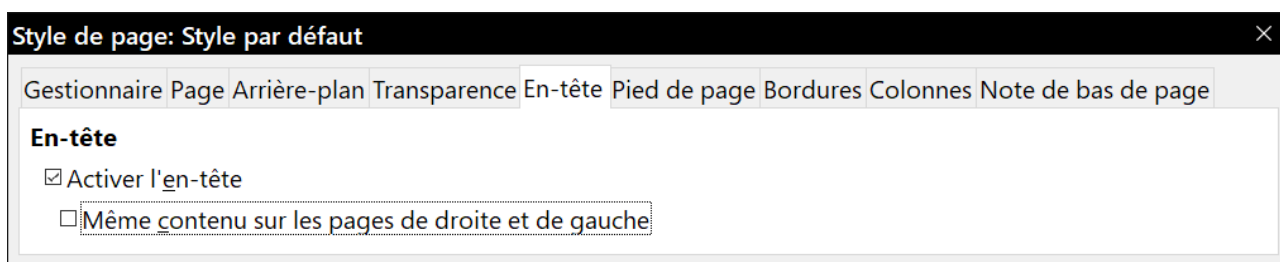 Style de page: Style par défaut
Gestionnaire Page Arrière-plan Transparence En-tête Pied de page Bordures Colonnes Note de bas de page
En-tête
Activer l'en-tête
Même contenu sur les pages de droite et de gauche